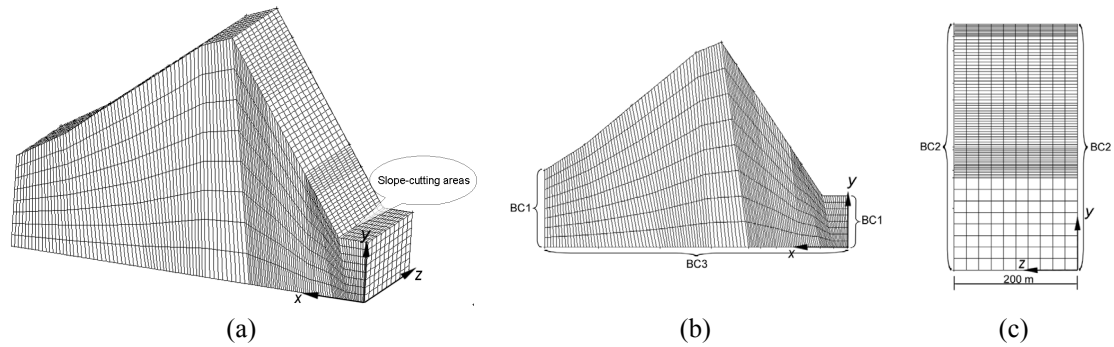 Slope-cutting areas
y
z
x
(a)
BC1
y
BC1
x
BC3
(b)
BC2
BC2
y
z
200 m
(c)